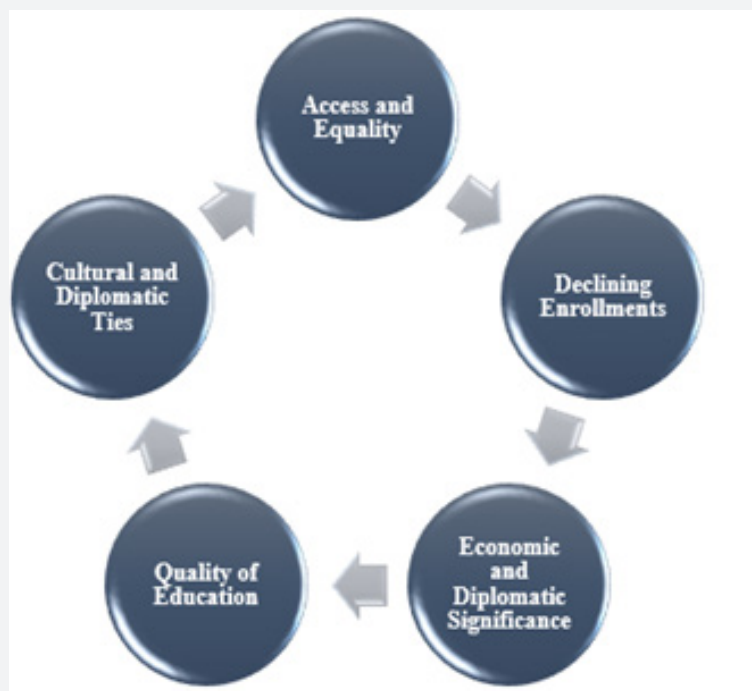 Access and
Equality
Declining
Enrollments
Economic
and
Diplomatic
Significance
Quality of
Education
Cultural and
Diplomatic
Ties